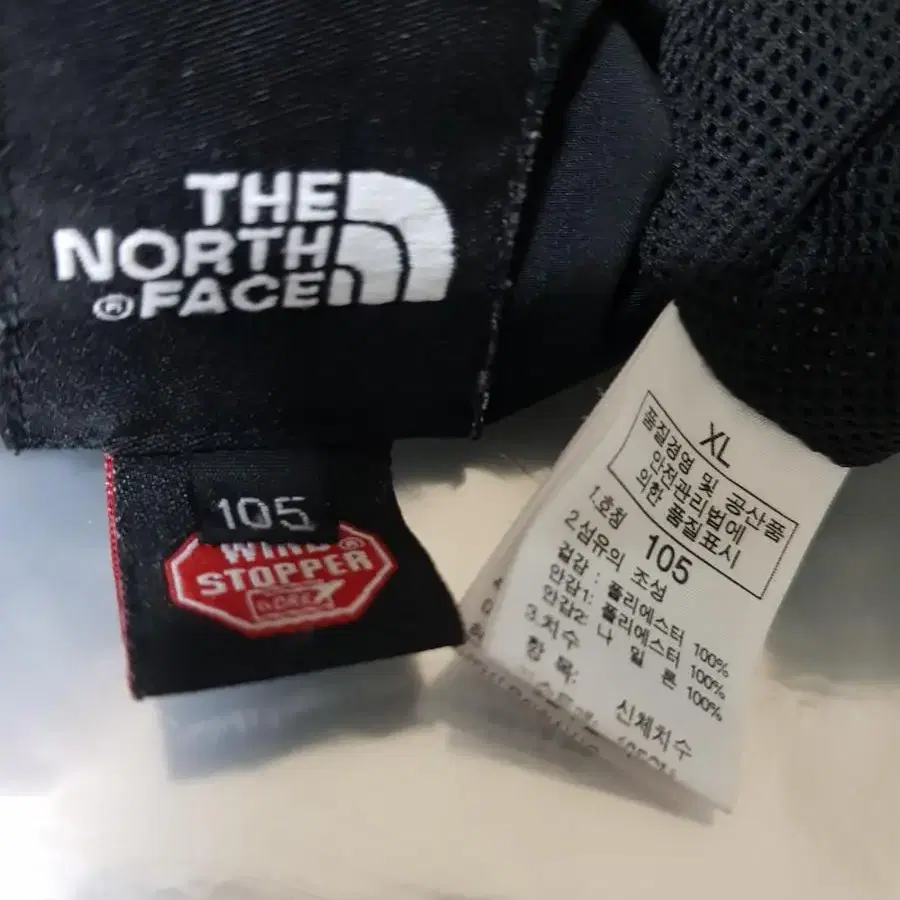 THE
NORTH
® FACE
105
WIND®
STOPPER
GORE
XL
품질경영 및 공산품
안전관리법에
의한 품질표시
1.호칭 105
2.섬유의 조성
겉감 : 폴리에스터 100%
안감1: 폴리에스터 100%
안감2: 나 일 론 100%
3.치수
항 목: 신체치수